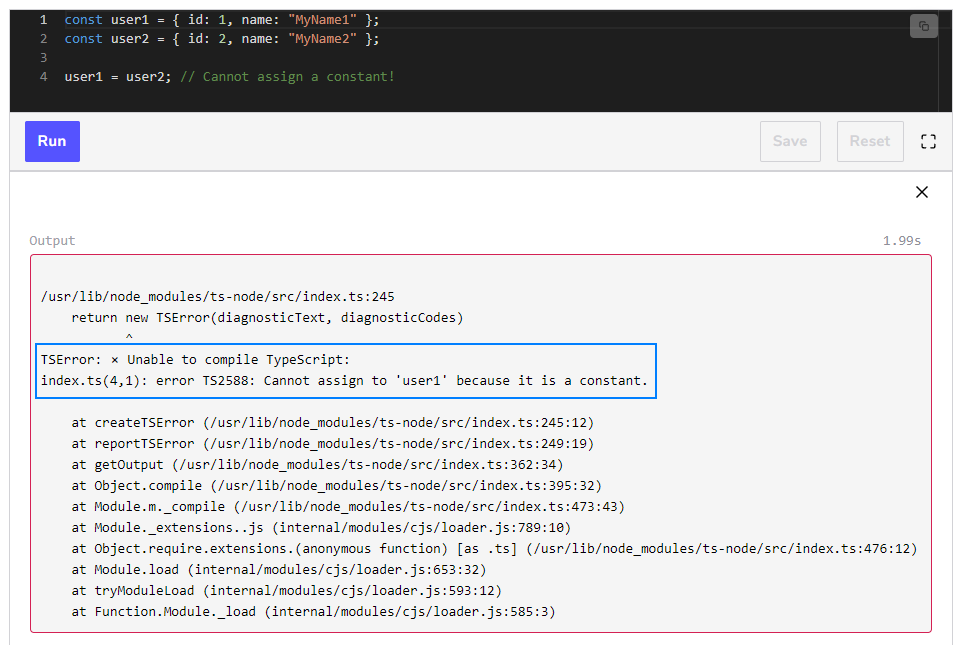 1 const user1 = { id: 1, name: "MyName1" };
2 const user2 = { id: 2, name: "MyName2" };
3
4 user1 = user2; // Cannot assign a constant!
Run Save Reset
Output 1.99s
/usr/lib/node_modules/ts-node/src/index.ts:245
    return new TSError(diagnosticText, diagnosticCodes)
           ^
TSError: × Unable to compile TypeScript:
index.ts(4,1): error TS2588: Cannot assign to 'user1' because it is a constant.
    at createTSError (/usr/lib/node_modules/ts-node/src/index.ts:245:12)
    at reportTSError (/usr/lib/node_modules/ts-node/src/index.ts:249:19)
    at getOutput (/usr/lib/node_modules/ts-node/src/index.ts:362:34)
    at Object.compile (/usr/lib/node_modules/ts-node/src/index.ts:395:32)
    at Module.m._compile (/usr/lib/node_modules/ts-node/src/index.ts:473:43)
    at Module._extensions..js (internal/modules/cjs/loader.js:789:10)
    at Object.require.extensions.(anonymous function) [as .ts] (/usr/lib/node_modules/ts-node/src/index.ts:476:12)
    at Module.load (internal/modules/cjs/loader.js:653:32)
    at tryModuleLoad (internal/modules/cjs/loader.js:593:12)
    at Function.Module._load (internal/modules/cjs/loader.js:585:3)